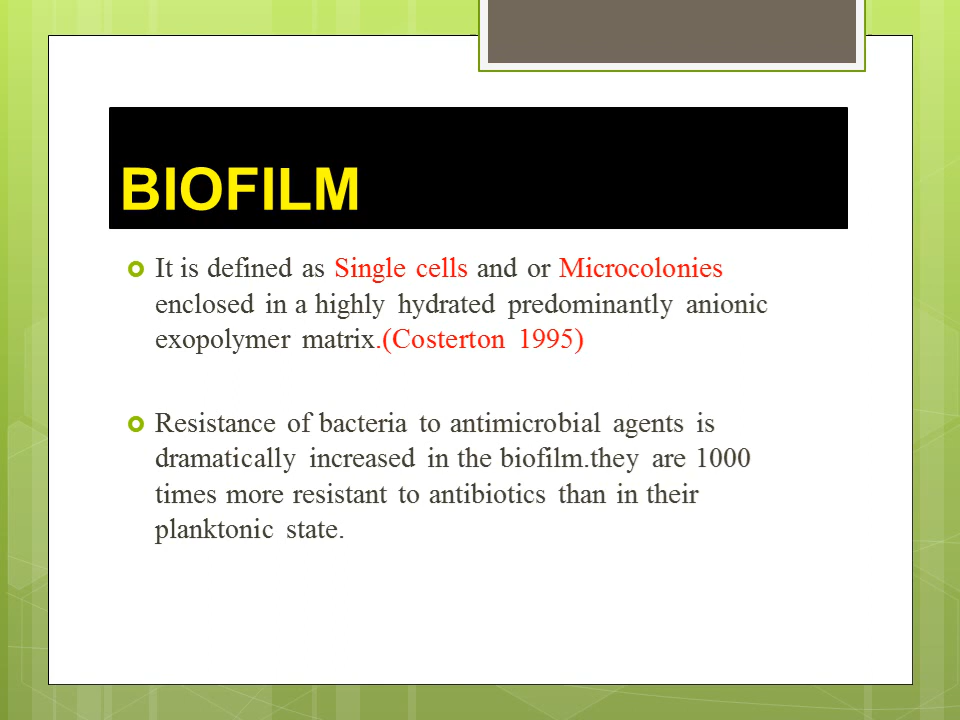 BIOFILM
It is defined as Single cells and or Microcolonies
enclosed in a highly hydrated predominantly anionic
exopolymer matrix.(Costerton 1995)
Resistance of bacteria to antimicrobial agents is
dramatically increased in the biofilm.they are 1000
times more resistant to antibiotics than in their
planktonic state.